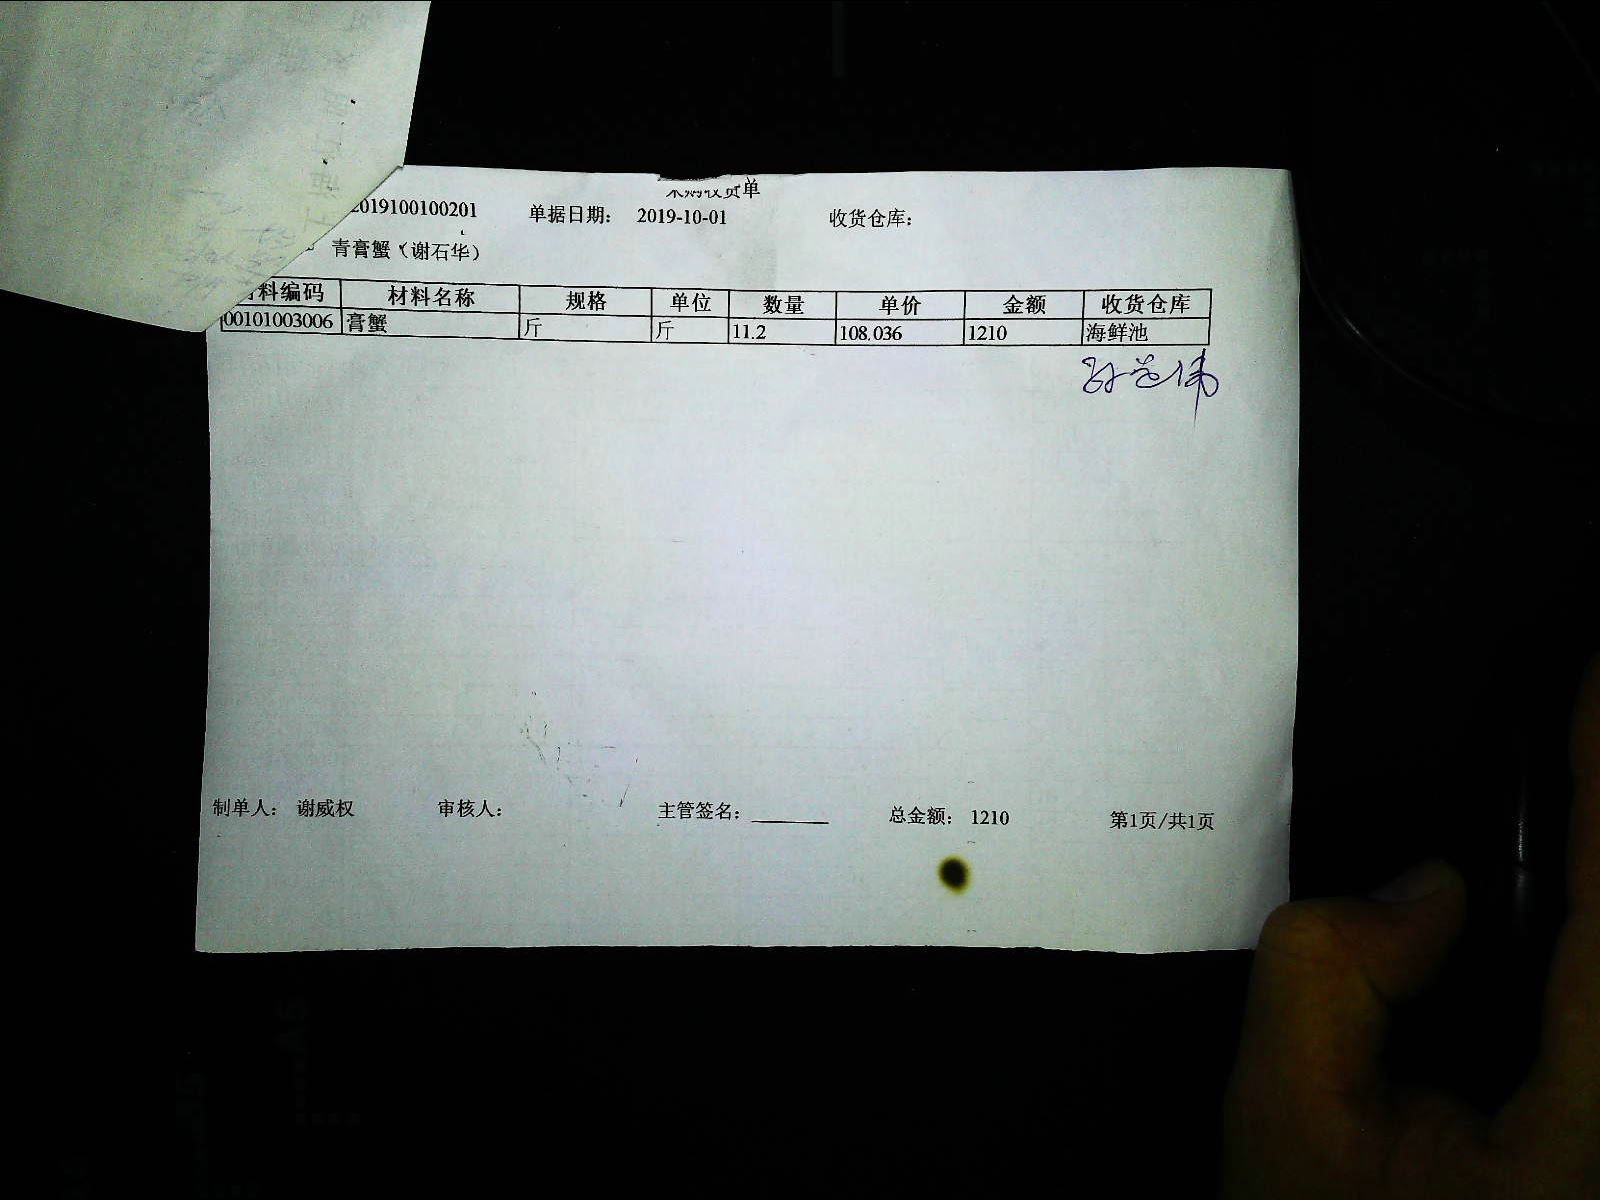 采购收货单
2019100100201 单据日期: 2019-10-01 收货仓库:
青膏蟹(谢石华)
料编码 材料名称 规格 单位 数量 单价 金额 收货仓库
00101003006 膏蟹 斤 斤 11.2 108.036 1210 海鲜池
制单人: 谢威权 审核人: 主管签名: 总金额: 1210 第1页/共1页